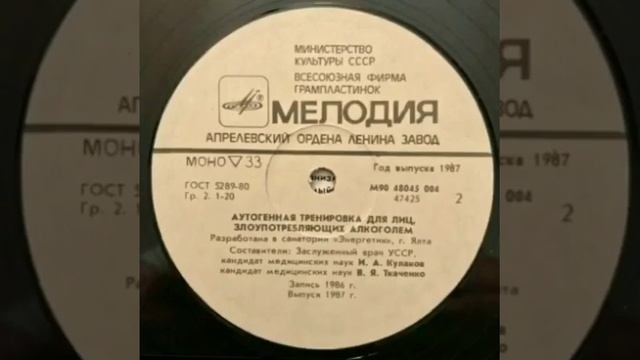 МИНИСТЕРСТВО
КУЛЬТУРЫ СССР
ВСЕСОЮЗНАЯ ФИРМА
ГРАМПЛАСТИНОК
МЕЛОДИЯ
АПРЕЛЕВСКИЙ ОРДЕНА ЛЕНИНА ЗАВОД
МОНО ▽ 33
Год выпуска 1987
ГОСТ 5289-80
Гр. 2. 1-20
М90 48045 004
47425
2
АУТОГЕННАЯ ТРЕНИРОВКА ДЛЯ ЛИЦ,
ЗЛОУПОТРЕБЛЯЮЩИХ АЛКОГОЛЕМ
Разработана в санатории «Энергетик», г. Ялта
Составители: Заслуженный врач УССР,
кандидат медицинских наук И. А. Кулаков
кандидат медицинских наук В. Я. Ткаченко
Запись 1986 г.
Выпуск 1987 г.